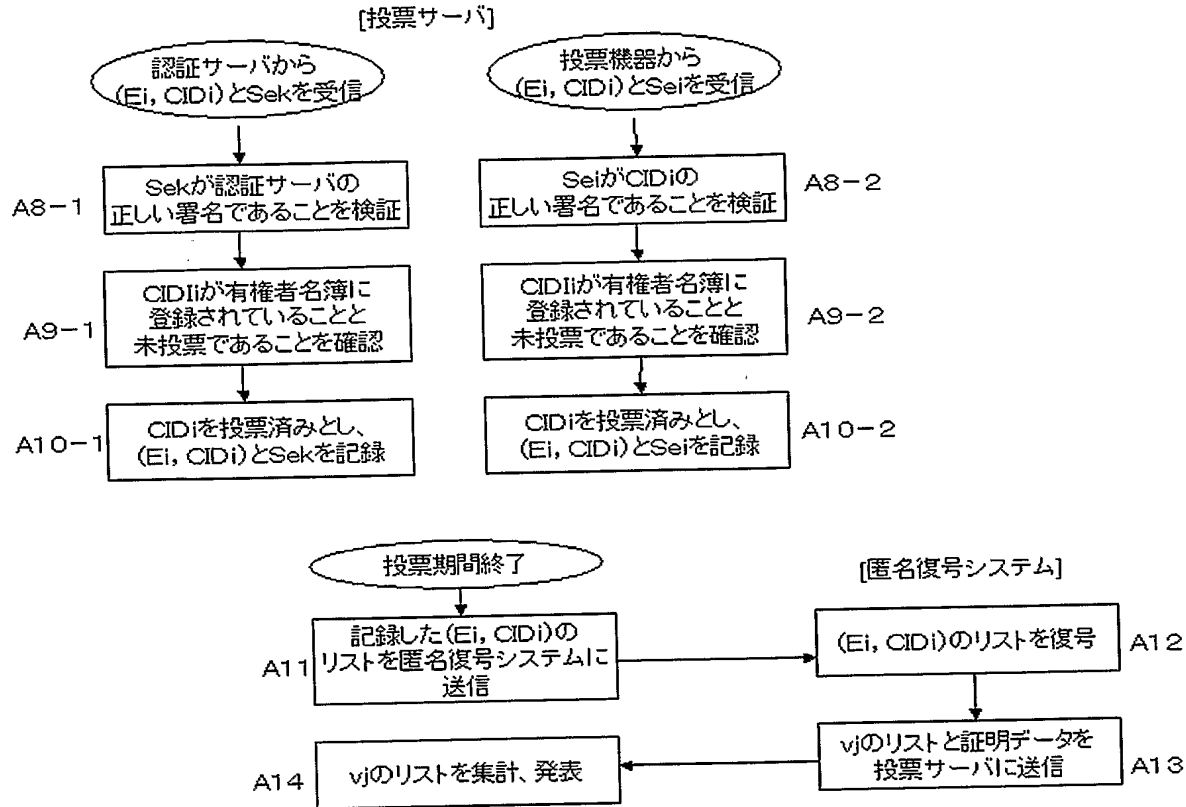 [投票サーバ]
認証サーバから
(Ei, CIDi)とSekを受信
投票機器から
(Ei, CIDi)とSeiを受信
A8-1
Sekが認証サーバの
正しい署名であることを検証
SeiがCIDiの
正しい署名であることを検証
A8-2
A9-1
CIDIiが有権者名簿に
登録されていることと
未投票であることを確認
CIDIiが有権者名簿に
登録されていることと
未投票であることを確認
A9-2
A10-1
CIDiを投票済みとし、
(Ei, CIDi)とSekを記録
CIDiを投票済みとし、
(Ei, CIDi)とSeiを記録
A10-2
投票期間終了
[匿名復号システム]
A11
記録した(Ei, CIDi)の
リストを匿名復号システムに
送信
(Ei, CIDi)のリストを復号
A12
A14
vjのリストを集計、発表
vjのリストと証明データを
投票サーバに送信
A13